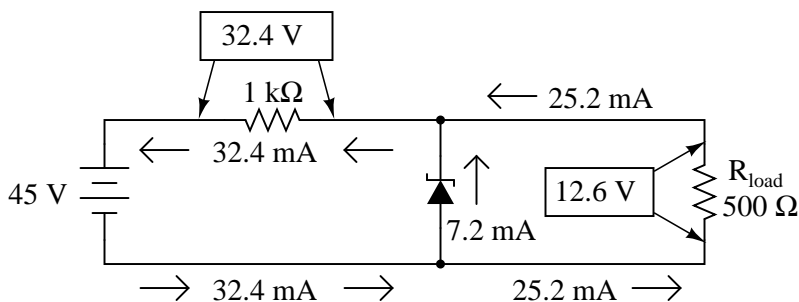 32.4 V
1 kΩ
25.2 mA
32.4 mA
45 V
12.6 V
R_load
500 Ω
7.2 mA
32.4 mA
25.2 mA